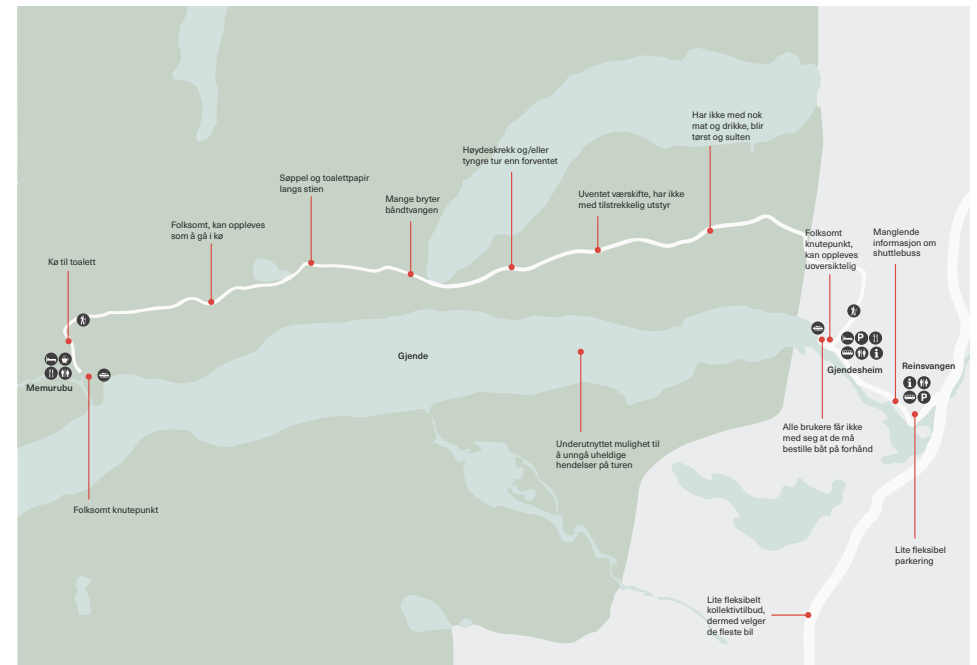 Har ikke med nok
mat og drikke, blir
tørst og sulten
Høydeskrekk og/eller
tyngre tur enn forventet
Søppel og toalettpapir
langs stien
Uventet værskifte, har ikke
med tilstrekkelig utstyr
Mange bryter
båndtvangen
Folksomt, kan oppleves
som å gå i kø
Folksomt
knutepunkt,
kan oppleves
uoversiktelig
Manglende
informasjon om
shuttlebuss
Kø til toalett
Gjende
Memurubu
Gjendesheim
P
i
Reinsvangen
i
P
Alle brukere får ikke
med seg at de må
bestille båt på forhånd
Underutnyttet mulighet til
å unngå uheldige
hendelser på turen
Folksomt knutepunkt
Lite fleksibel
parkering
Lite fleksibelt
kollektivtilbud,
dermed velger
de fleste bil